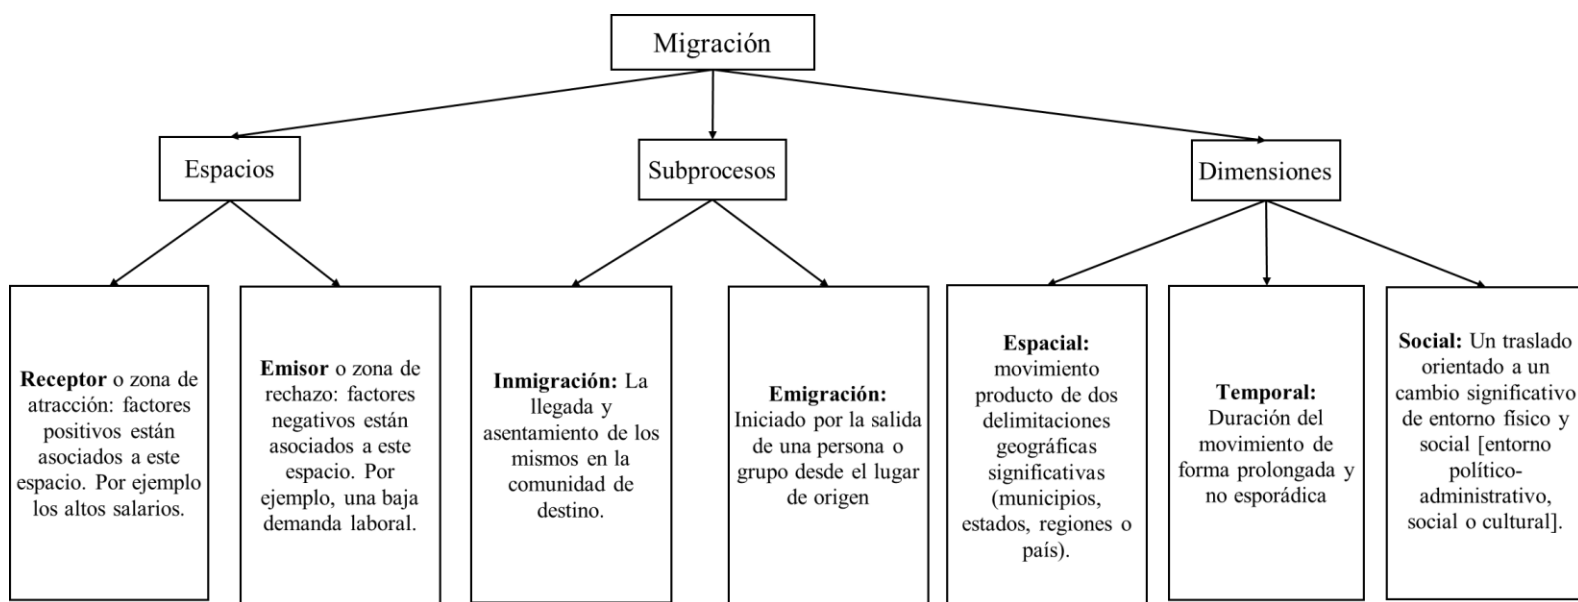 Migración
Espacios
Subprocesos
Dimensiones
Receptor o zona de
atracción: factores
positivos están
asociados a este
espacio. Por ejemplo
los altos salarios.
Emisor o zona de
rechazo: factores
negativos están
asociados a este
espacio. Por
ejemplo, una baja
demanda laboral.
Inmigración: La
llegada y
asentamiento de los
mismos en la
comunidad de
destino.
Emigración:
Iniciado por la salida
de una persona o
grupo desde el lugar
de origen
Espacial:
movimiento
producto de dos
delimitaciones
geográficas
significativas
(municipios,
estados, regiones o
país).
Temporal:
Duración del
movimiento de
forma prolongada y
no esporádica
Social: Un traslado
orientado a un
cambio significativo
de entorno físico y
social [entorno
político-
administrativo,
social o cultural].